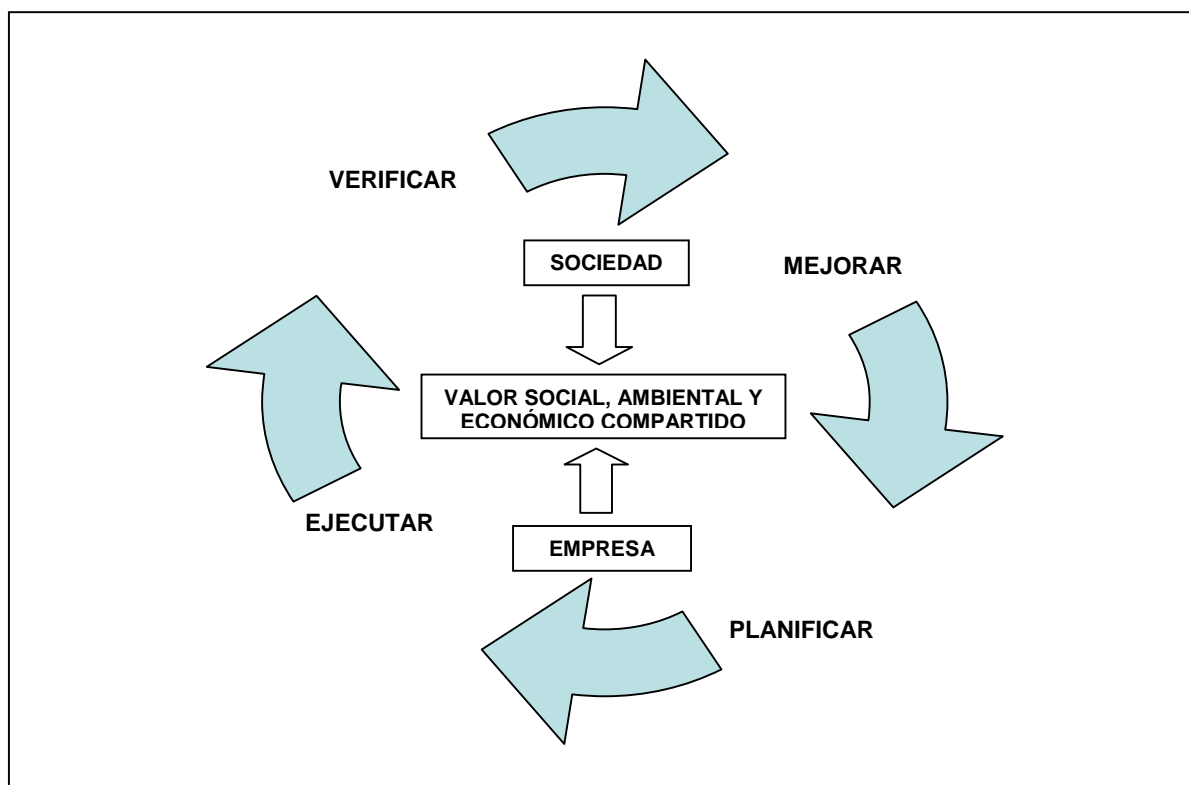 VERIFICAR
SOCIEDAD
MEJORAR
VALOR SOCIAL, AMBIENTAL Y
ECONÓMICO COMPARTIDO
EJECUTAR
EMPRESA
PLANIFICAR